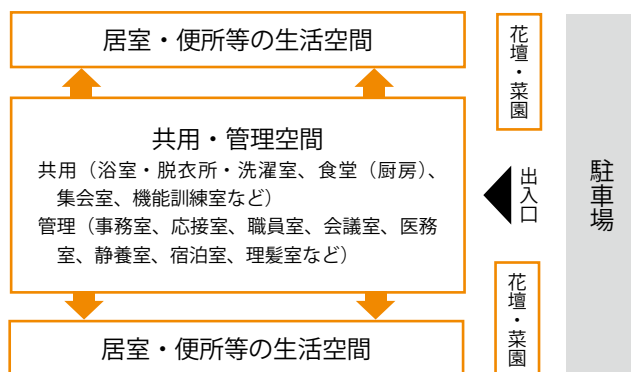 居室・便所等の生活空間
共用・管理空間
共用（浴室・脱衣所・洗濯室、食堂（厨房）、
集会室、機能訓練室など）
管理（事務室、応接室、職員室、会議室、医務
室、静養室、宿泊室、理髪室など）
居室・便所等の生活空間
花壇・菜園
出入口
花壇・菜園
駐車場